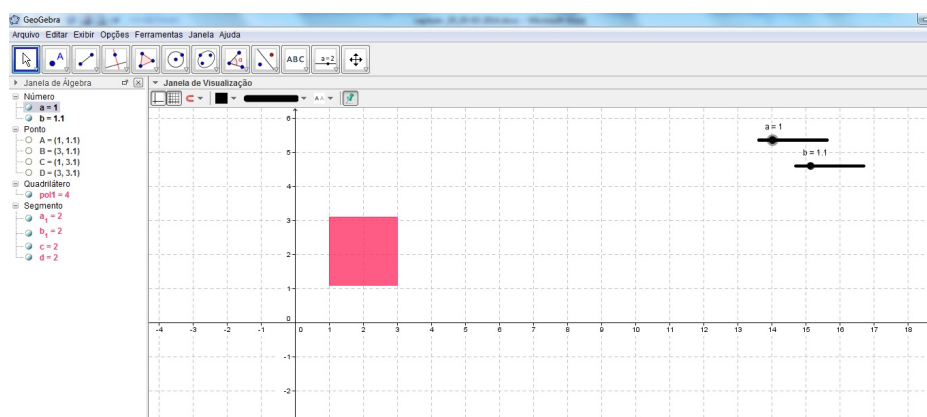 GeoGebra
Arquivo Editar Exibir Opções Ferramentas Janela Ajuda
A
ABC
a=2
Janela de Álgebra
Janela de Visualização
Número
a = 1
b = 1.1
Ponto
A = (1, 1.1)
B = (3, 1.1)
C = (1, 3.1)
D = (3, 3.1)
Quadrilátero
pol1 = 4
Segmento
a₁ = 2
b₁ = 2
c = 2
d = 2
a = 1
b = 1.1
6
5
4
3
2
1
0
-4 -3 -2 -1 0 1 2 3 4 5 6 7 8 9 10 11 12 13 14 15 16 17 18
-1
-2